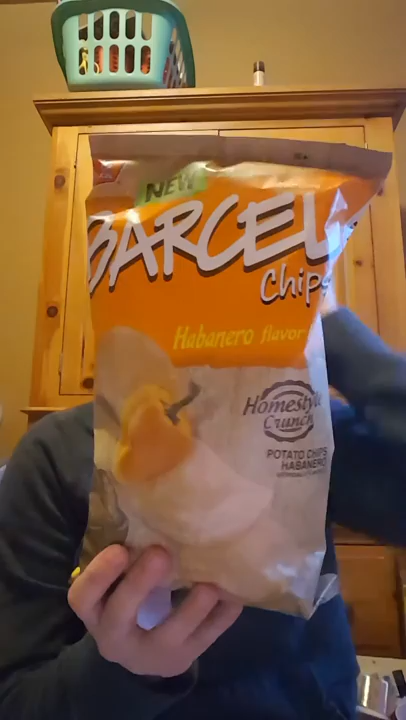 NEW
BARCEL
Chips
Habanero flavor
Homestyle
Crunch
POTATO CHIPS
HABANERO